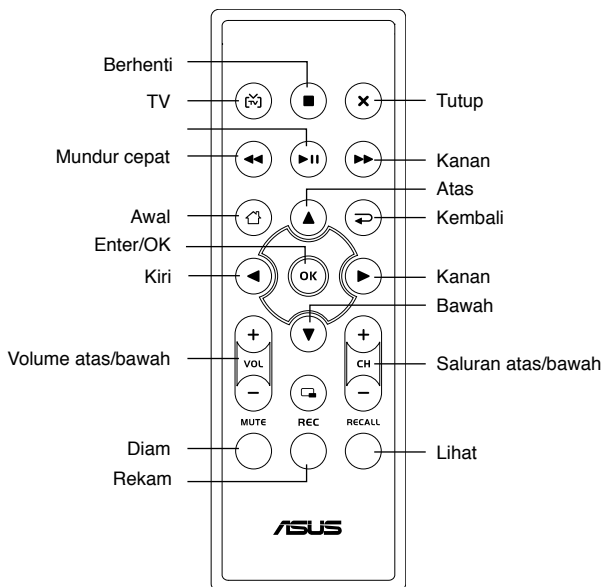 Berhenti
TV
Tutup
TV
Mundur cepat
Kanan
Atas
Awal
Kembali
Enter/OK
Kiri
OK
Kanan
Bawah
Volume atas/bawah
+
VOL
−
+
CH
−
Saluran atas/bawah
MUTE
REC
RECALL
Diam
Lihat
Rekam
ASUS